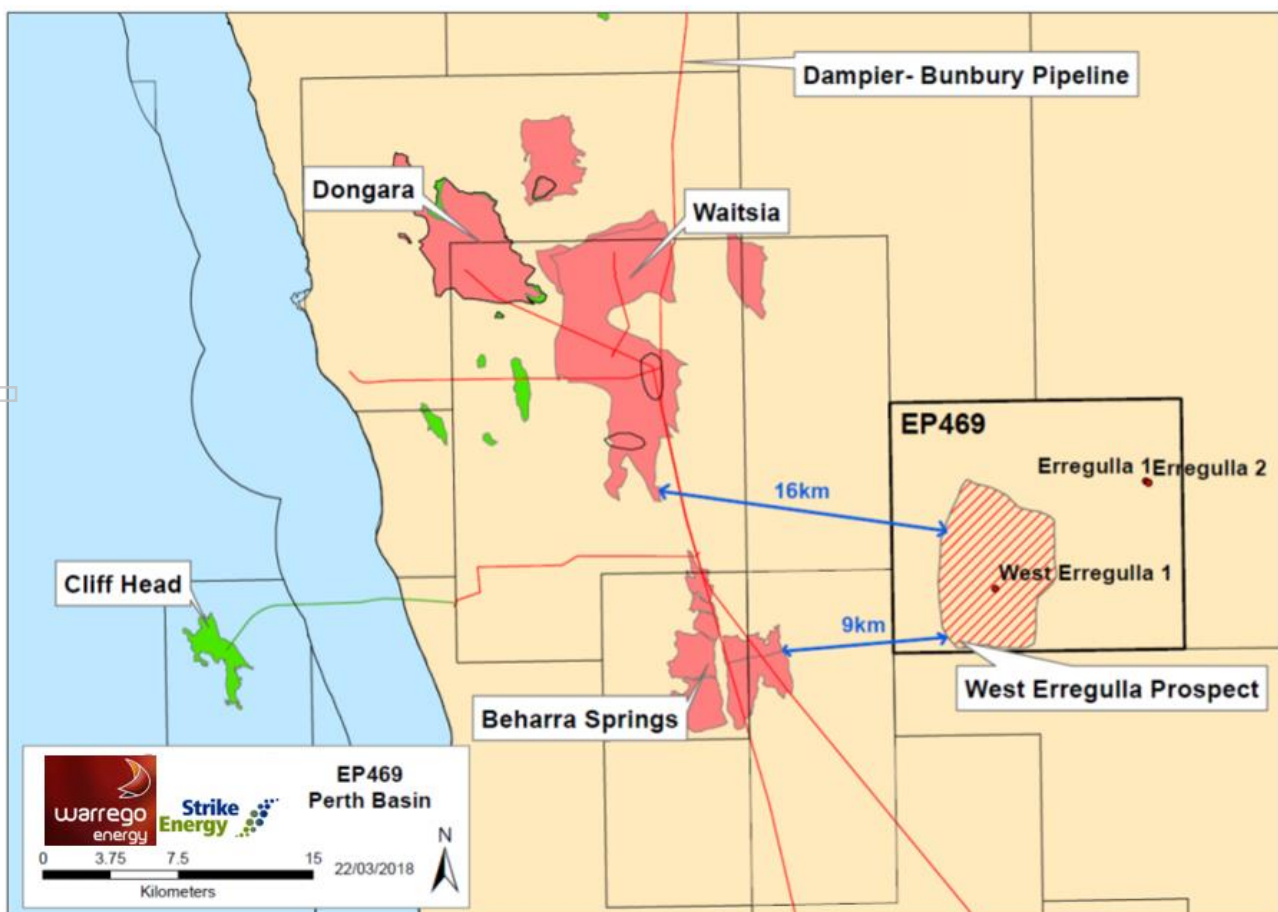 Dampier- Bunbury Pipeline
Dongara
Waitsia
EP469
Erregulla 1
Erregulla 2
16km
West Erregulla 1
Cliff Head
9km
West Erregulla Prospect
Beharra Springs
warrego
energy
Strike
Energy
EP469
Perth Basin
N
0 3.75 7.5 15
Kilometers
22/03/2018